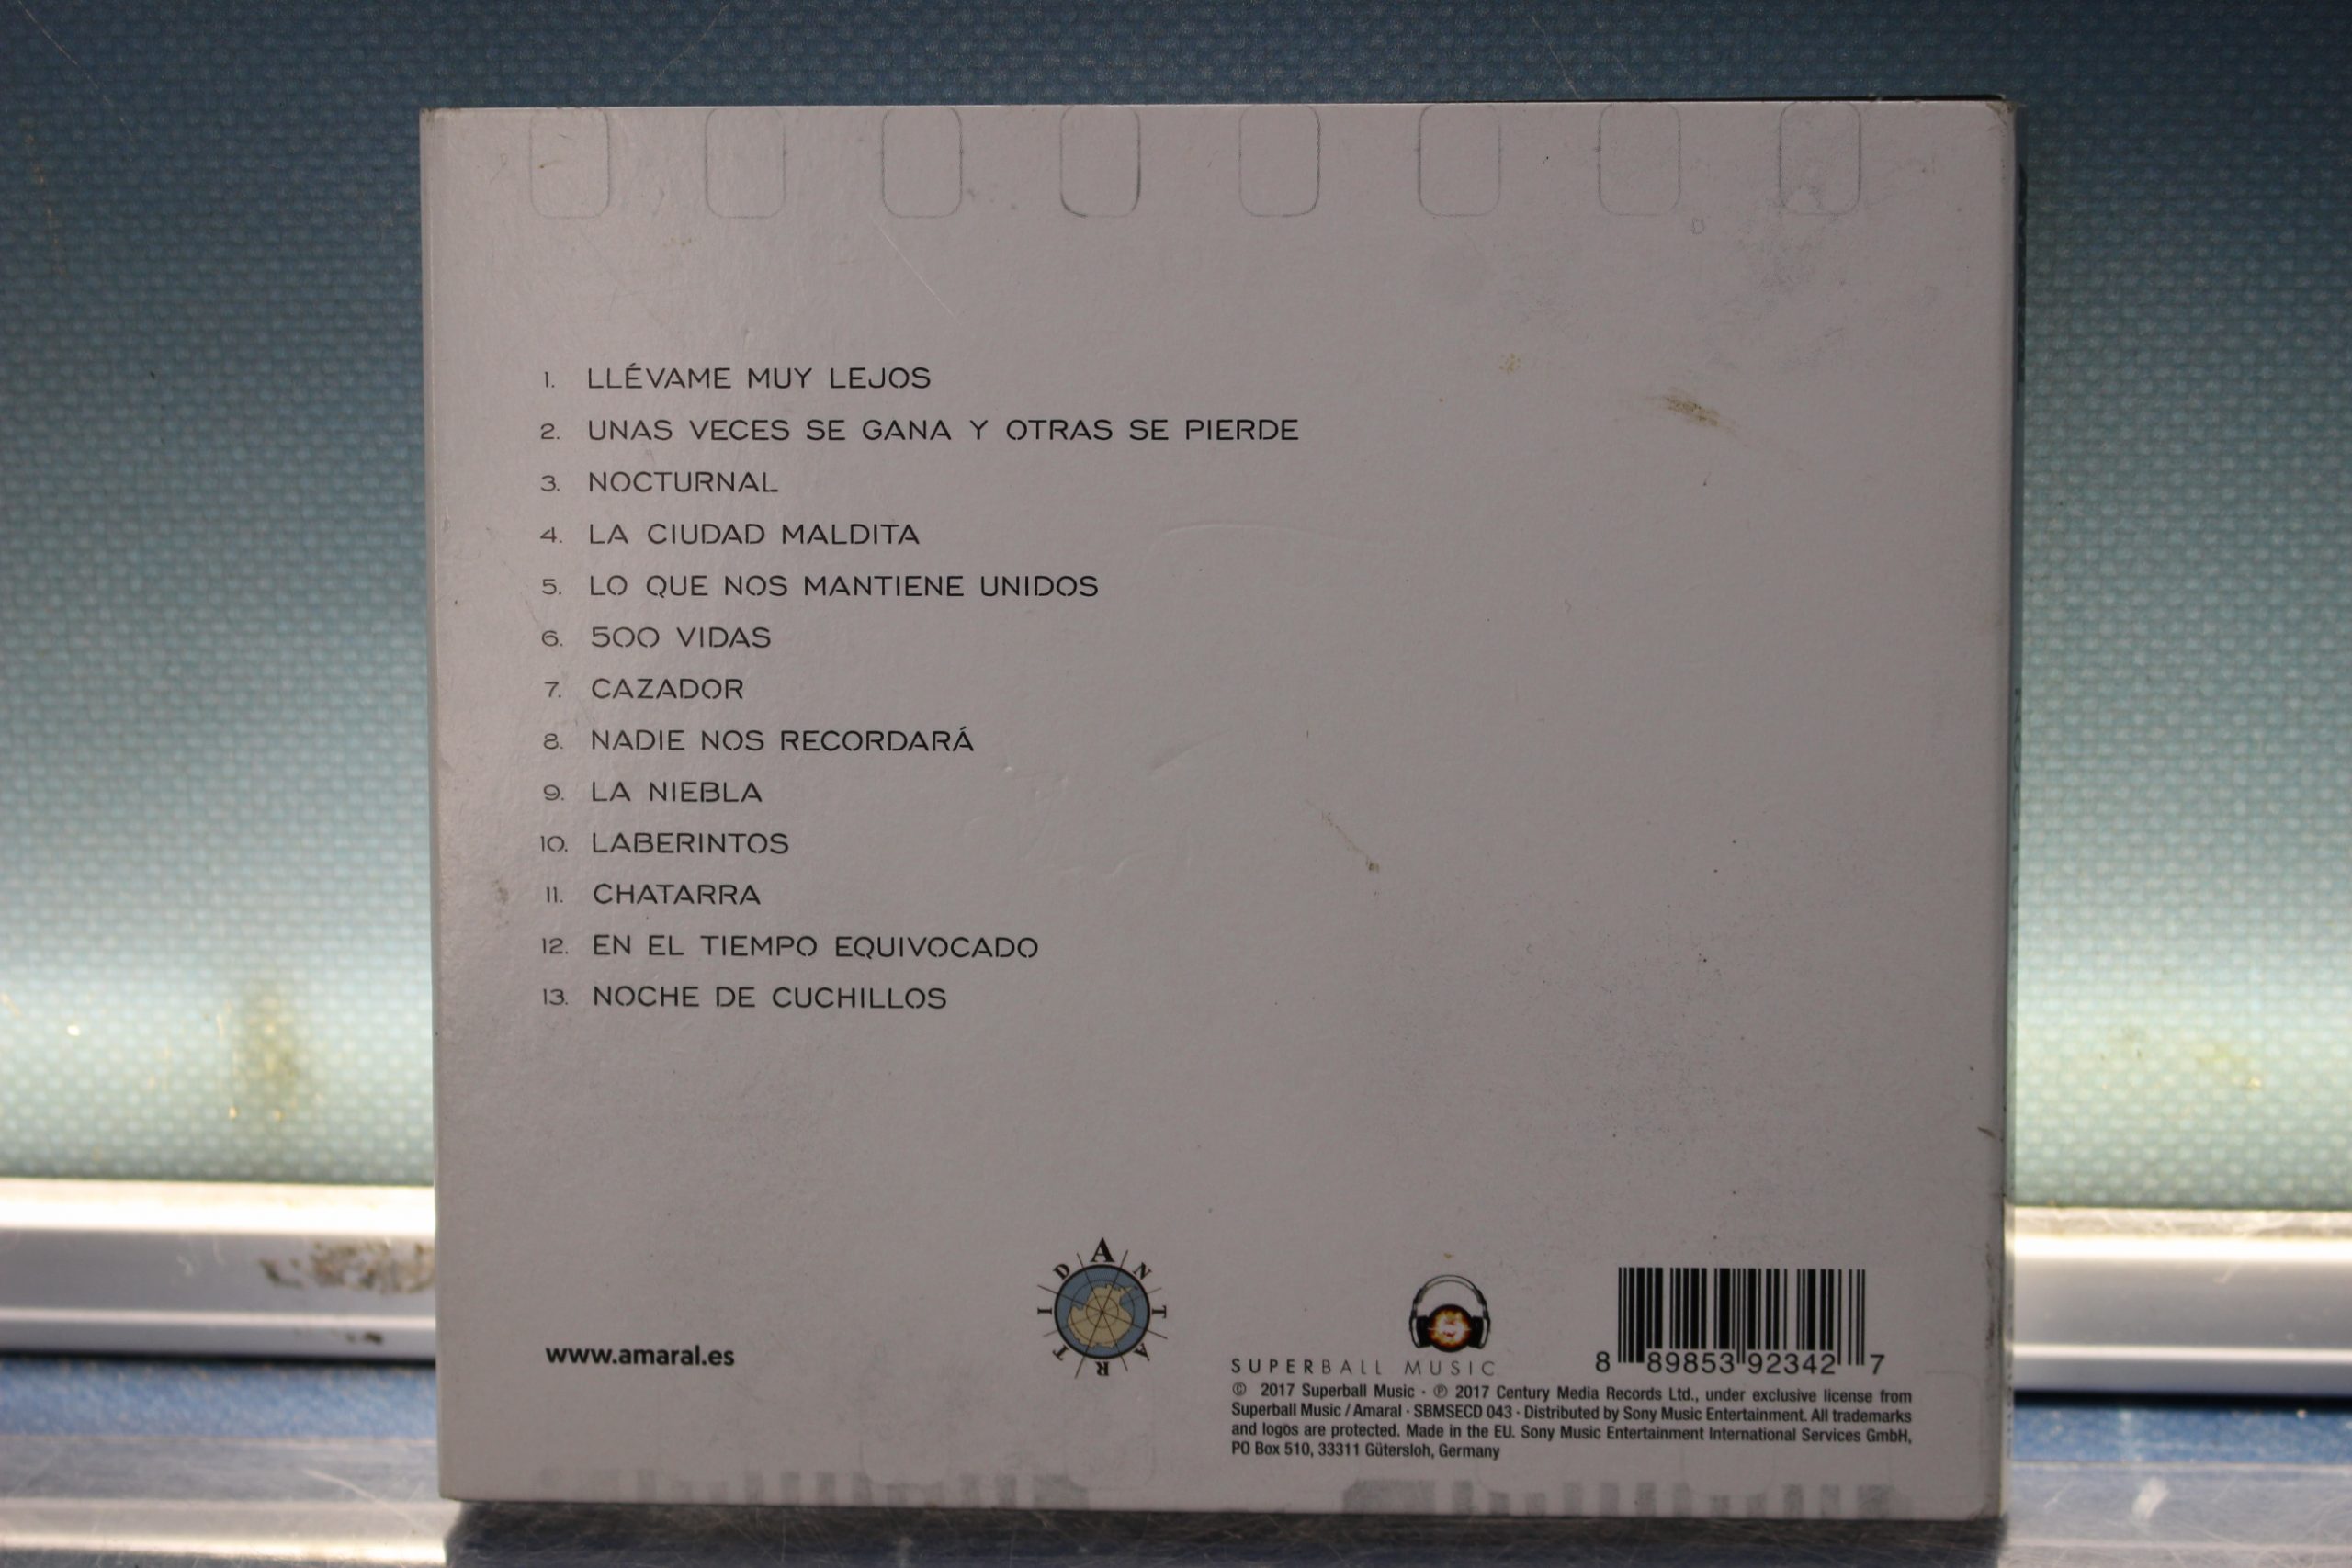 1. LLÉVAME MUY LEJOS
2. UNAS VECES SE GANA Y OTRAS SE PIERDE
3. NOCTURNAL
4. LA CIUDAD MALDITA
5. LO QUE NOS MANTIENE UNIDOS
6. 500 VIDAS
7. CAZADOR
8. NADIE NOS RECORDARÁ
9. LA NIEBLA
10. LABERINTOS
11. CHATARRA
12. EN EL TIEMPO EQUIVOCADO
13. NOCHE DE CUCHILLOS
www.amaral.es
ANTARTIDA
SUPERBALL MUSIC
8 89853 92342 7
© 2017 Superball Music · ℗ 2017 Century Media Records Ltd., under exclusive license from
Superball Music / Amaral · SBMSECD 043 · Distributed by Sony Music Entertainment. All trademarks
and logos are protected. Made in the EU. Sony Music Entertainment International Services GmbH,
PO Box 510, 33311 Gütersloh, Germany